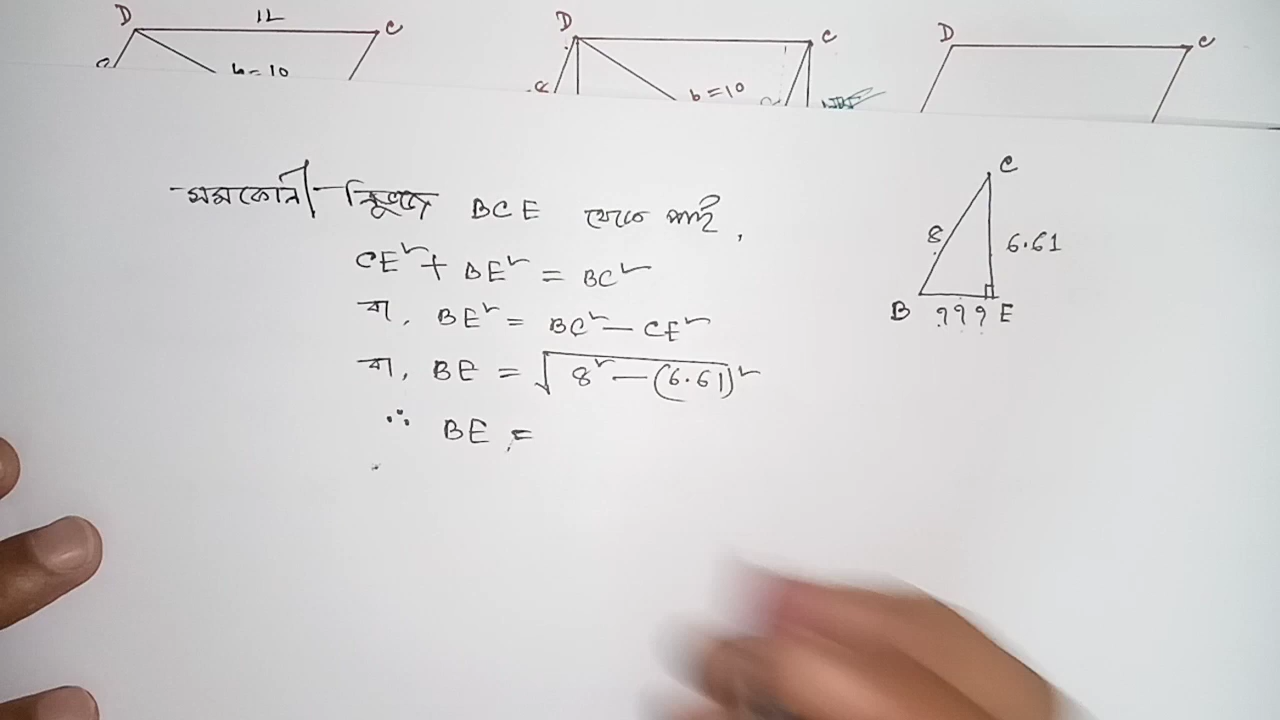 D 12 C
a b = 10
D C
a b = 10 a
D C
সমকোনী ত্রিভুজ BCE থেকে পাই,
CE² + BE² = BC²
বা, BE² = BC² — CE²
বা, BE = √8² — (6.61)²
∴ BE =
C
8 6.61
B ??? E